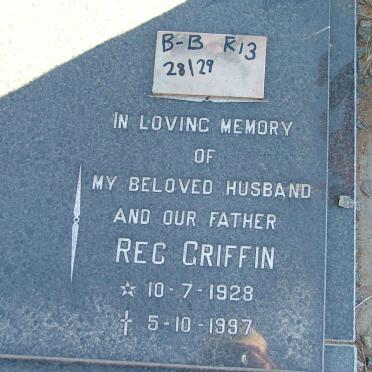 B-B R13
28/29
IN LOVING MEMORY
OF
MY BELOVED HUSBAND
AND OUR FATHER
REG GRIFFIN
☆ 10-7-1928
† 5-10-1997